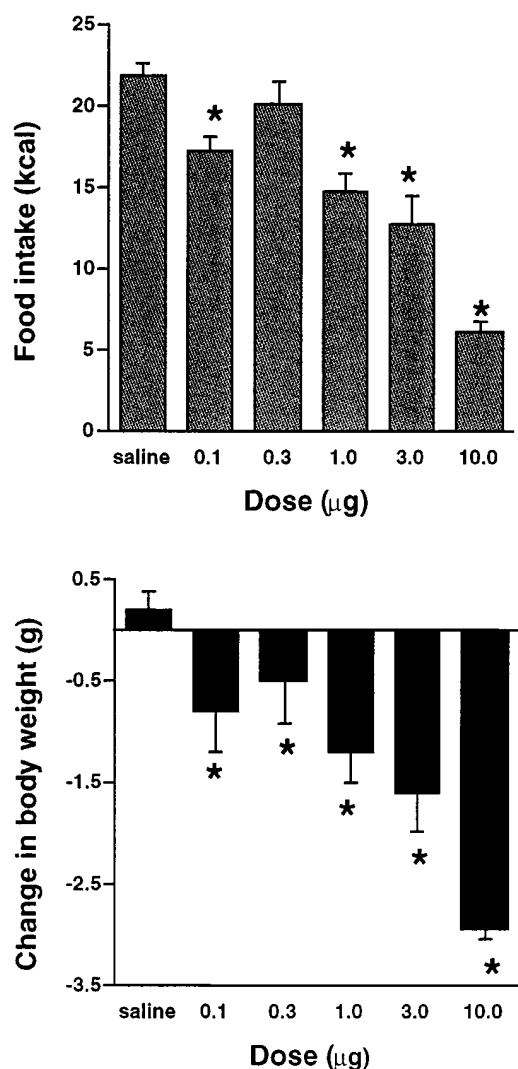 25
20
15
10
5
0
Food intake (kcal)
* * * *
saline 0.1 0.3 1.0 3.0 10.0
Dose (μg)
0.5
-0.5
-1.5
-2.5
-3.5
Change in body weight (g)
* * * * *
saline 0.1 0.3 1.0 3.0 10.0
Dose (μg)